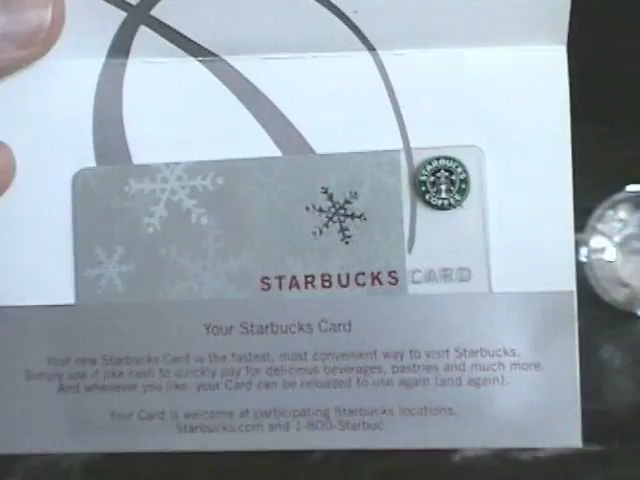 STARBUCKS
COFFEE
STARBUCKS CARD
Your Starbucks Card
Your new Starbucks Card is the fastest, most convenient way to visit Starbucks.
Simply use it like cash to quickly pay for delicious beverages, pastries and much more.
And whenever you like, your Card can be reloaded to use again (and again).
Your Card is welcome at participating Starbucks locations,
Starbucks.com and 1-800-Starbuc.